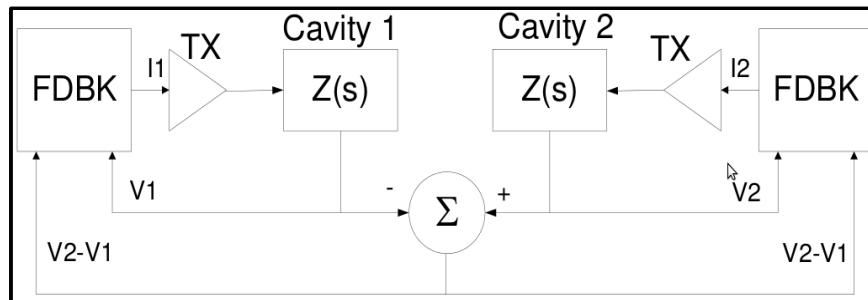 Cavity 1
Cavity 2
TX
TX
I1
I2
FDBK
Z(s)
Z(s)
FDBK
V1
-
Σ
+
V2
V2-V1
V2-V1